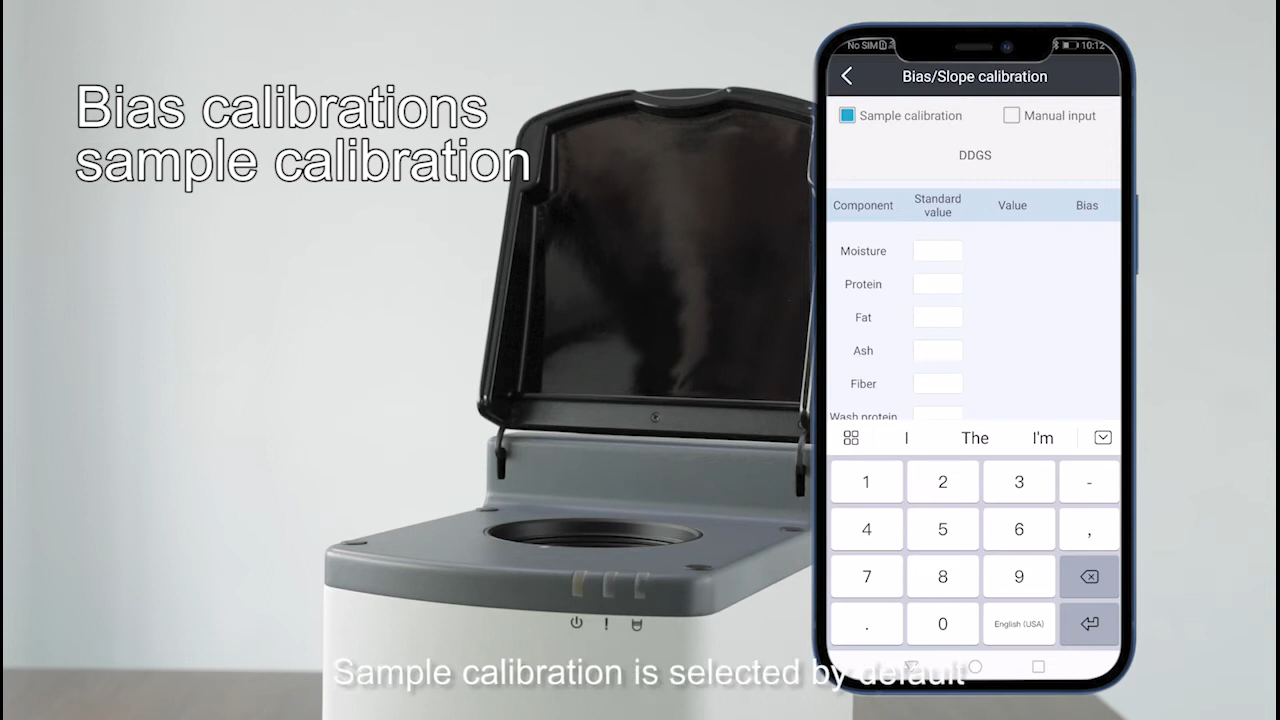 Bias calibrations
sample calibration
No SIM
10:12
Bias/Slope calibration
Sample calibration
Manual input
DDGS
Component Standard value Value Bias
Moisture
Protein
Fat
Ash
Fiber
Wash protein
I The I'm
1 2 3 -
4 5 6 ,
7 8 9
. 0 English (USA)
Sample calibration is selected by default